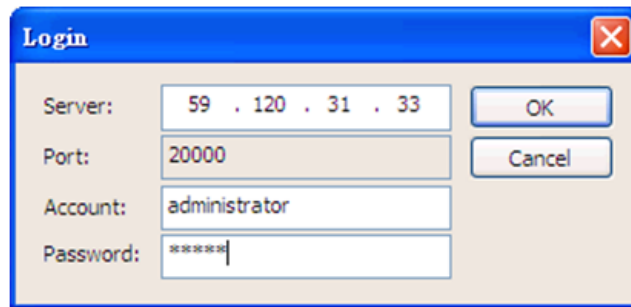 Login
Server: 59 . 120 . 31 . 33 OK
Port: 20000 Cancel
Account: administrator
Password: *****